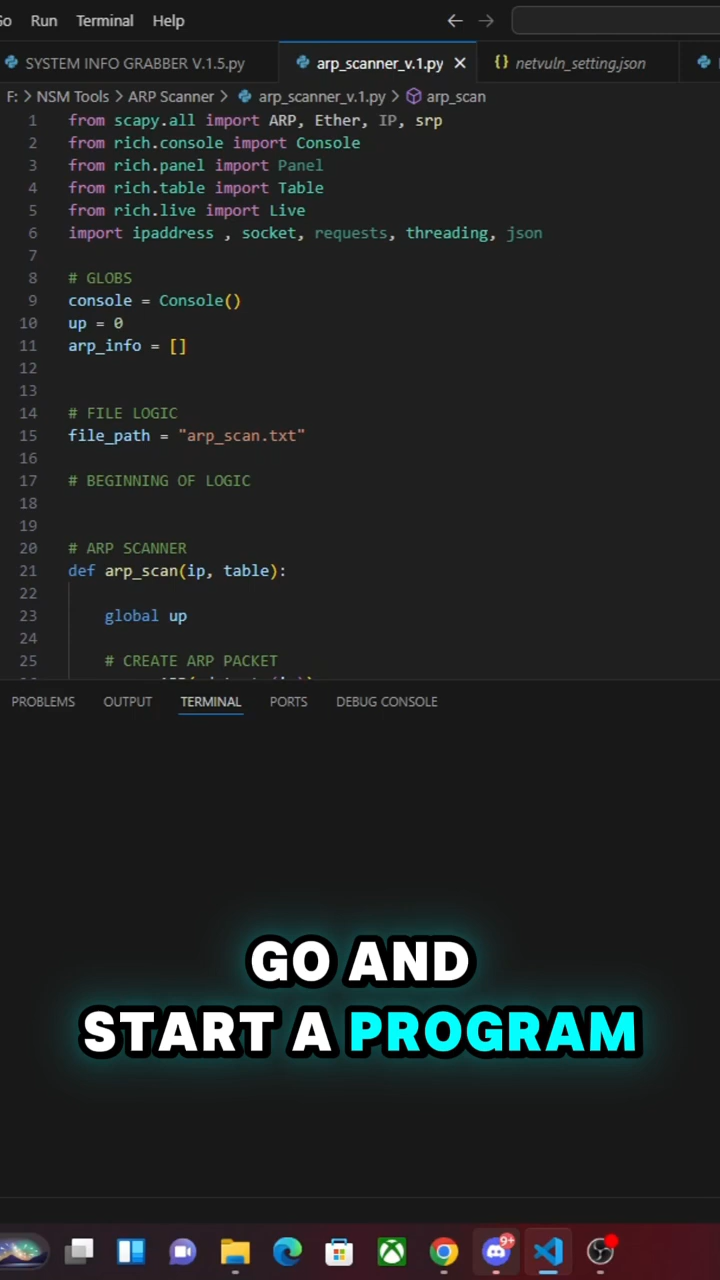 Go Run Terminal Help
SYSTEM INFO GRABBER V.1.5.py arp_scanner_v.1.py netvuln_setting.json
F: > NSM Tools > ARP Scanner > arp_scanner_v.1.py > arp_scan
1 from scapy.all import ARP, Ether, IP, srp
2 from rich.console import Console
3 from rich.panel import Panel
4 from rich.table import Table
5 from rich.live import Live
6 import ipaddress , socket, requests, threading, json
7
8 # GLOBS
9 console = Console()
10 up = 0
11 arp_info = []
12
13
14 # FILE LOGIC
15 file_path = "arp_scan.txt"
16
17 # BEGINNING OF LOGIC
18
19
20 # ARP SCANNER
21 def arp_scan(ip, table):
22
23 global up
24
25 # CREATE ARP PACKET
PROBLEMS OUTPUT TERMINAL PORTS DEBUG CONSOLE
GO AND
START A PROGRAM
9+